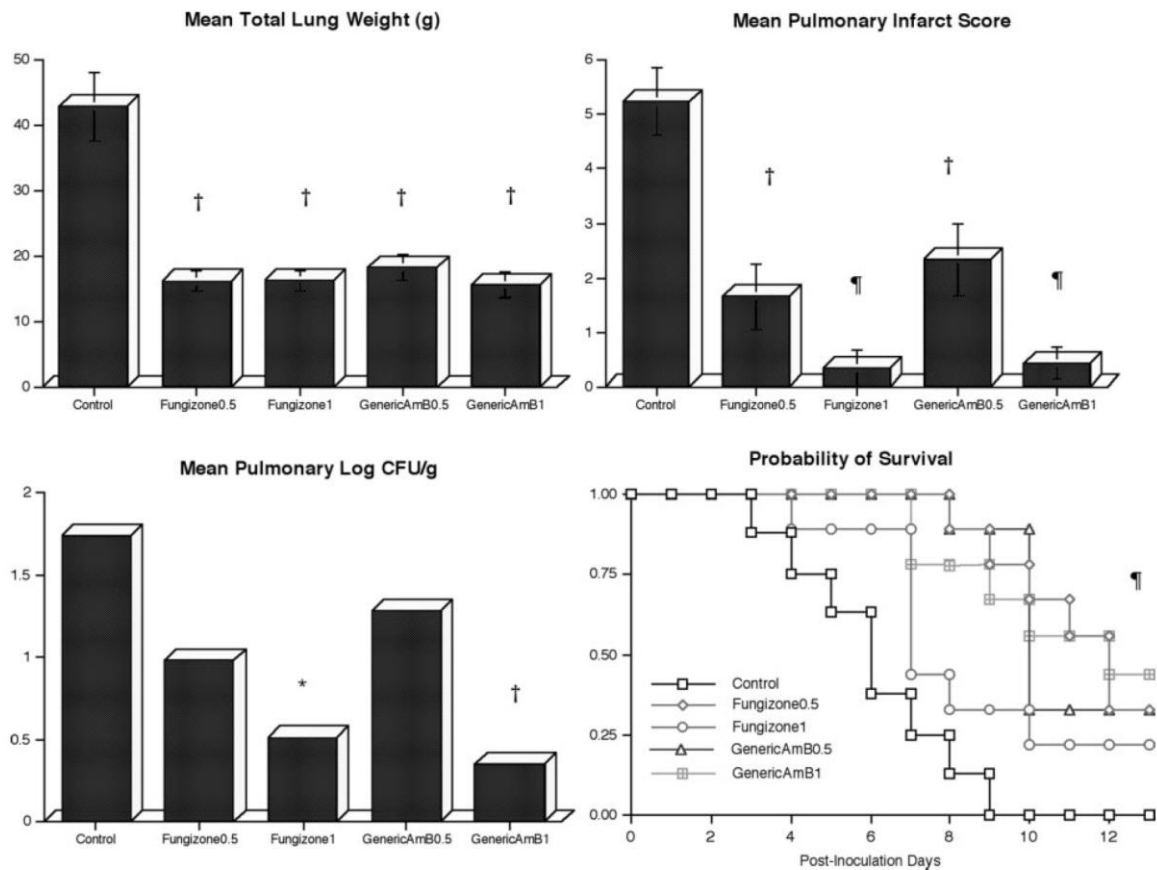 Mean Total Lung Weight (g)
50
40
30
20
10
0
†
†
†
†
Control
Fungizone0.5
Fungizone1
GenericAmB0.5
GenericAmB1
Mean Pulmonary Infarct Score
6
5
4
3
2
1
0
†
¶
†
¶
Control
Fungizone0.5
Fungizone1
GenericAmB0.5
GenericAmB1
Mean Pulmonary Log CFU/g
2
1.5
1
0.5
0
*
†
Control
Fungizone0.5
Fungizone1
GenericAmB0.5
GenericAmB1
Probability of Survival
1.00
0.75
0.50
0.25
0.00
¶
Control
Fungizone0.5
Fungizone1
GenericAmB0.5
GenericAmB1
0
2
4
6
8
10
12
Post-Inoculation Days